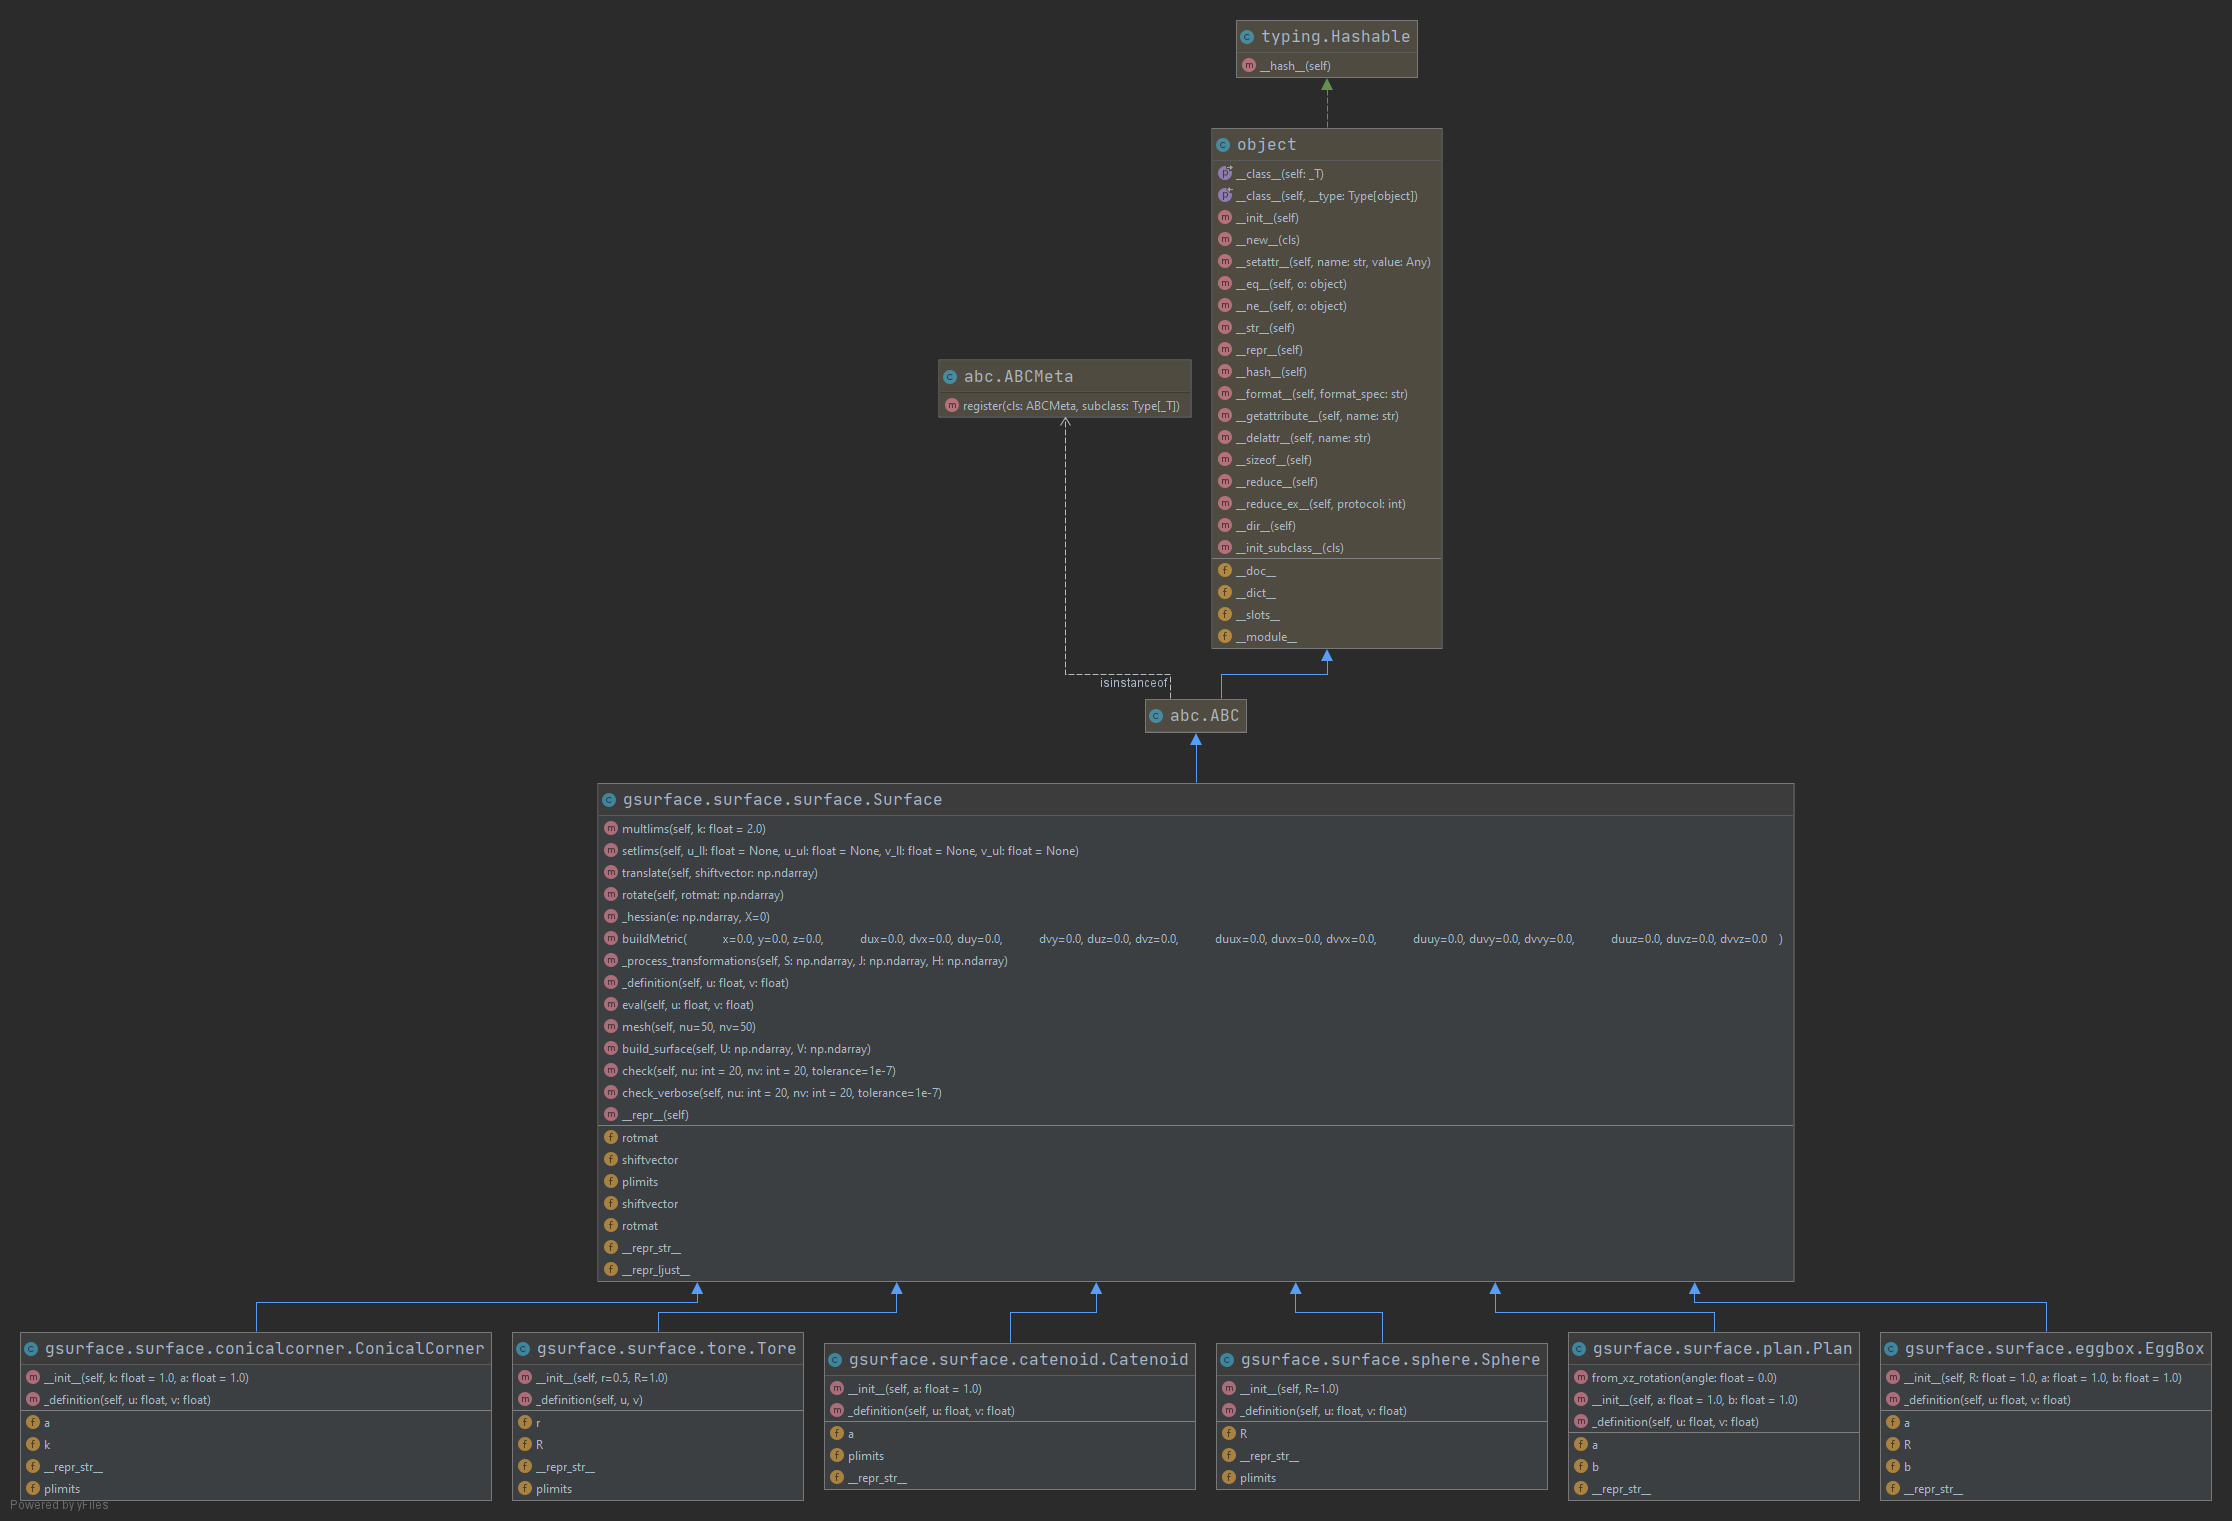 typing.Hashable
__hash__(self)
object
__class__(self: _T)
__class__(self, __type: Type[object])
__init__(self)
__new__(cls)
__setattr__(self, name: str, value: Any)
__eq__(self, o: object)
__ne__(self, o: object)
__str__(self)
__repr__(self)
__hash__(self)
__format__(self, format_spec: str)
__getattribute__(self, name: str)
__delattr__(self, name: str)
__sizeof__(self)
__reduce__(self)
__reduce_ex__(self, protocol: int)
__dir__(self)
__init_subclass__(cls)
__doc__
__dict__
__slots__
__module__
abc.ABCMeta
register(cls: ABCMeta, subclass: Type[_T])
isinstanceof
abc.ABC
gsurface.surface.surface.Surface
multlims(self, k: float = 2.0)
setlims(self, u_ll: float = None, u_ul: float = None, v_ll: float = None, v_ul: float = None)
translate(self, shiftvector: np.ndarray)
rotate(self, rotmat: np.ndarray)
_hessian(e: np.ndarray, X=0)
buildMetric( x=0.0, y=0.0, z=0.0, dux=0.0, dvx=0.0, duy=0.0, dvy=0.0, duz=0.0, dvz=0.0, duux=0.0, duvx=0.0, dvvx=0.0, duuy=0.0, duvy=0.0, dvvy=0.0, duuz=0.0, duvz=0.0, dvvz=0.0 )
_process_transformations(self, S: np.ndarray, J: np.ndarray, H: np.ndarray)
_definition(self, u: float, v: float)
eval(self, u: float, v: float)
mesh(self, nu=50, nv=50)
build_surface(self, U: np.ndarray, V: np.ndarray)
check(self, nu: int = 20, nv: int = 20, tolerance=1e-7)
check_verbose(self, nu: int = 20, nv: int = 20, tolerance=1e-7)
__repr__(self)
rotmat
shiftvector
plimits
shiftvector
rotmat
__repr_str__
__repr_ljust__
gsurface.surface.conicalcorner.ConicalCorner
__init__(self, k: float = 1.0, a: float = 1.0)
_definition(self, u: float, v: float)
a
k
__repr_str__
plimits
gsurface.surface.tore.Tore
__init__(self, r=0.5, R=1.0)
_definition(self, u, v)
r
R
__repr_str__
plimits
gsurface.surface.catenoid.Catenoid
__init__(self, a: float = 1.0)
_definition(self, u: float, v: float)
a
plimits
__repr_str__
gsurface.surface.sphere.Sphere
__init__(self, R=1.0)
_definition(self, u: float, v: float)
R
__repr_str__
plimits
gsurface.surface.plan.Plan
from_xz_rotation(angle: float = 0.0)
__init__(self, a: float = 1.0, b: float = 1.0)
_definition(self, u: float, v: float)
a
b
__repr_str__
gsurface.surface.eggbox.EggBox
__init__(self, R: float = 1.0, a: float = 1.0, b: float = 1.0)
_definition(self, u: float, v: float)
a
R
b
__repr_str__
Powered by yFiles